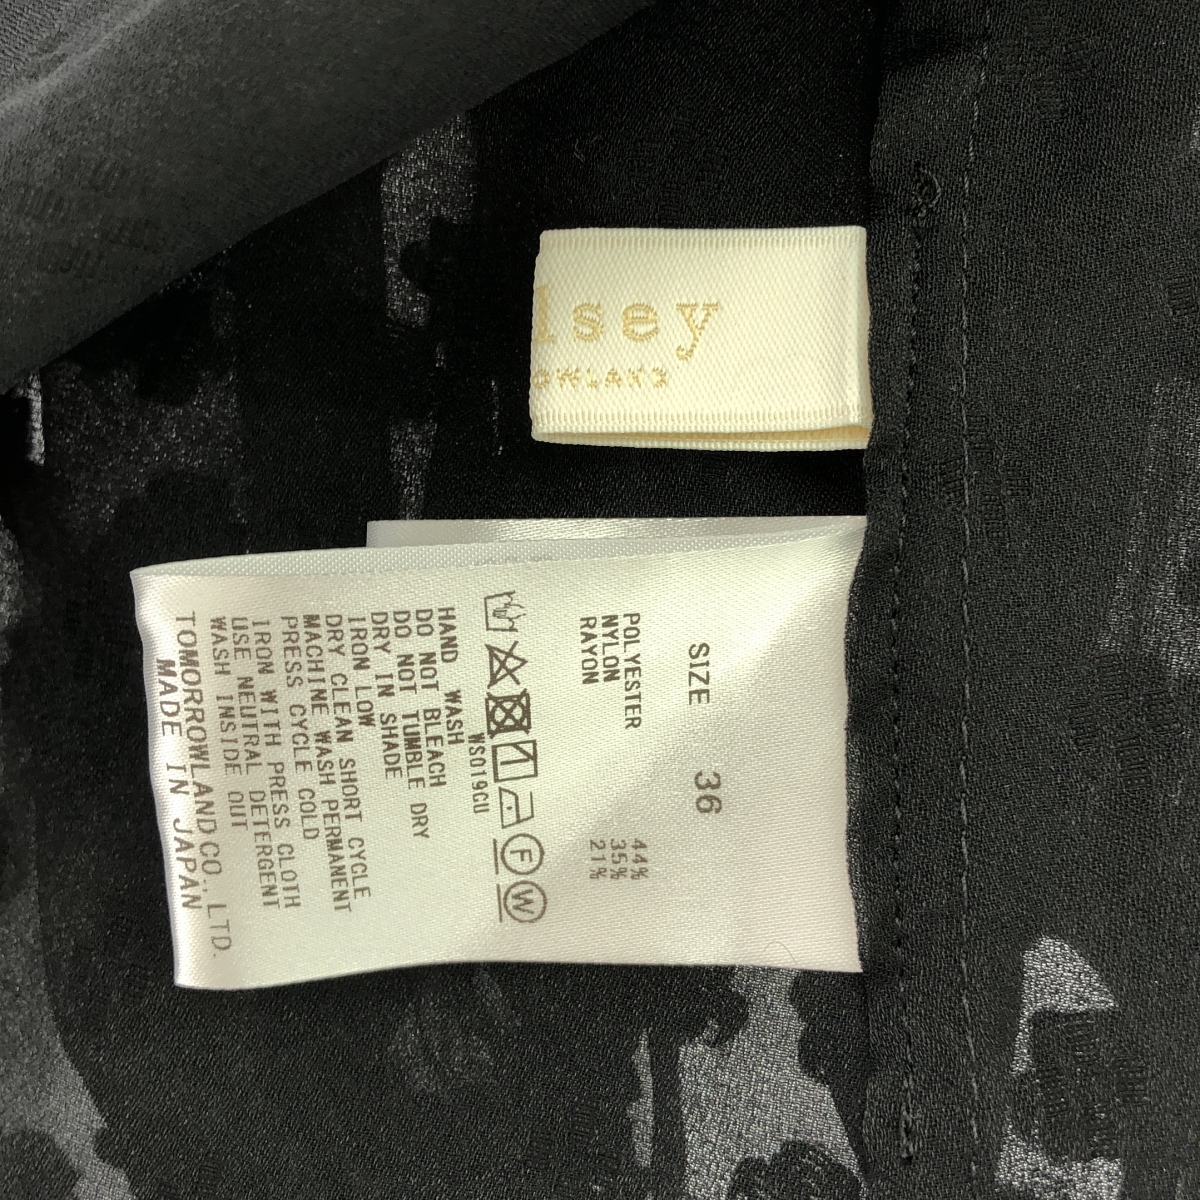 lsey
SIZE 36
POLYESTER 44%
NYLON 35%
RAYON 21%
F W
WS019CU
HAND WASH
DO NOT BLEACH
DO NOT TUMBLE DRY
DRY IN SHADE
IRON LOW
DRY CLEAN SHORT CYCLE
MACHINE WASH PERMANENT
PRESS CYCLE COLD
IRON WITH PRESS CLOTH
USE NEUTRAL DETERGENT
WASH INSIDE OUT
TOMORROWLAND CO., LTD.
MADE IN JAPAN